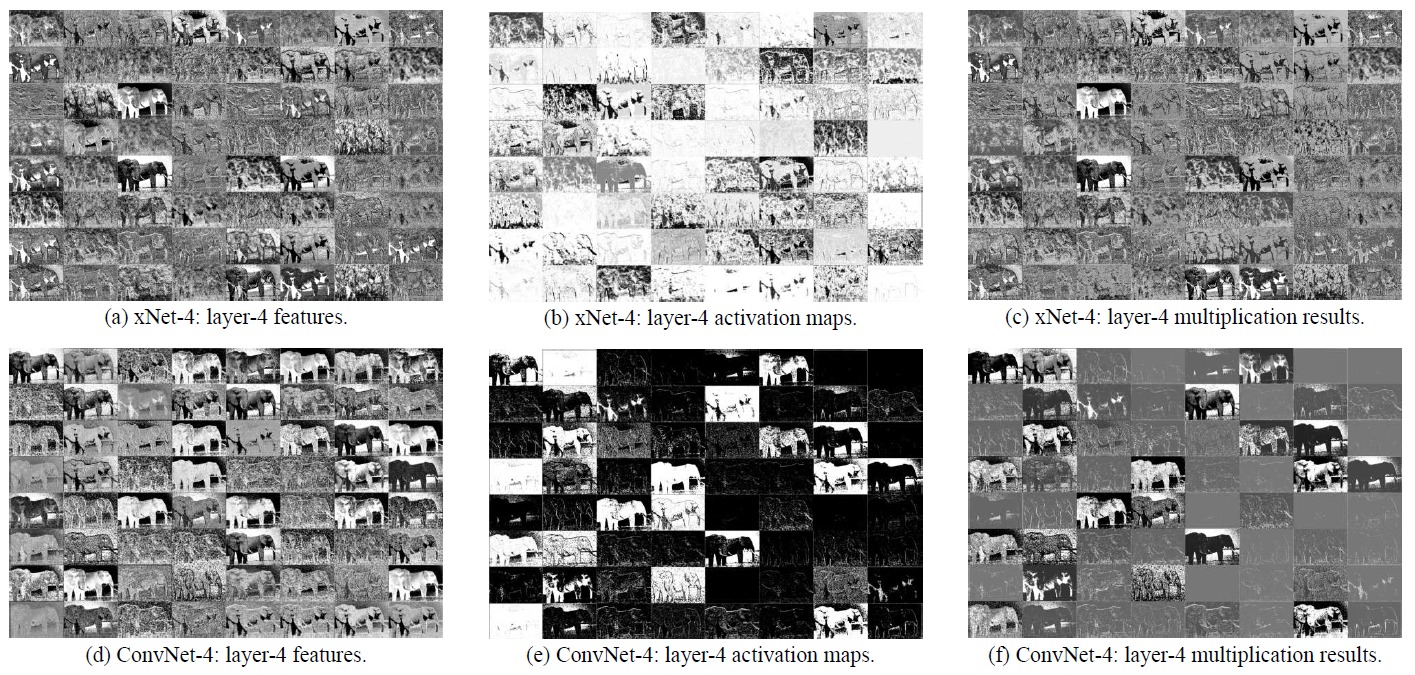 (a) xNet-4: layer-4 features.
(b) xNet-4: layer-4 activation maps.
(c) xNet-4: layer-4 multiplication results.
(d) ConvNet-4: layer-4 features.
(e) ConvNet-4: layer-4 activation maps.
(f) ConvNet-4: layer-4 multiplication results.